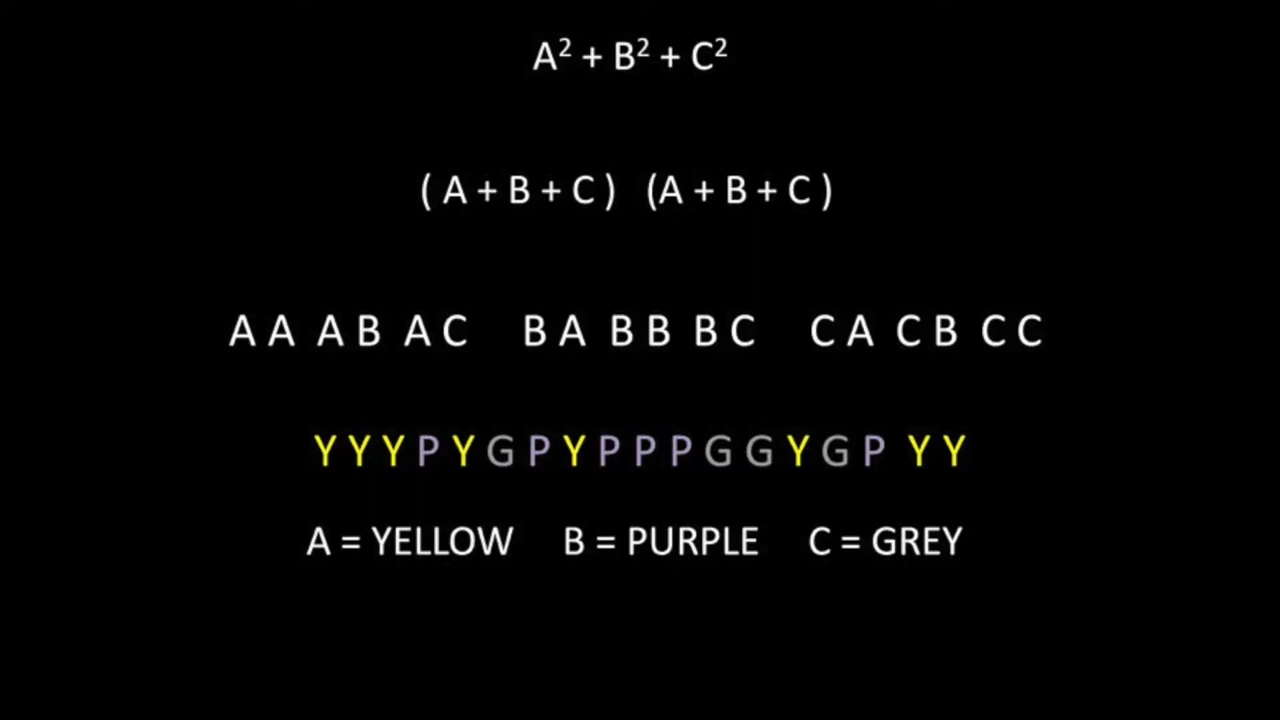 A² + B² + C²
( A + B + C ) (A + B + C )
A A A B A C B A B B B C C A C B C C
Y Y Y P Y G P Y P P P G G Y G P Y Y
A = YELLOW B = PURPLE C = GREY